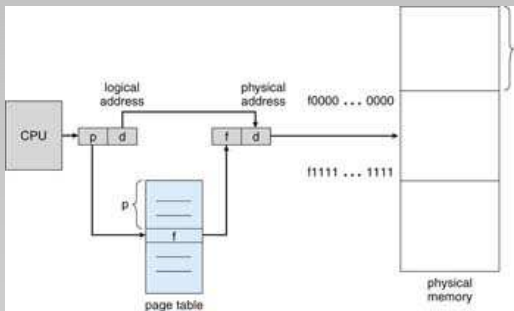 logical
address
physical
address
f0000 ... 0000
CPU
p d
f d
f1111 ... 1111
p
f
page table
physical
memory